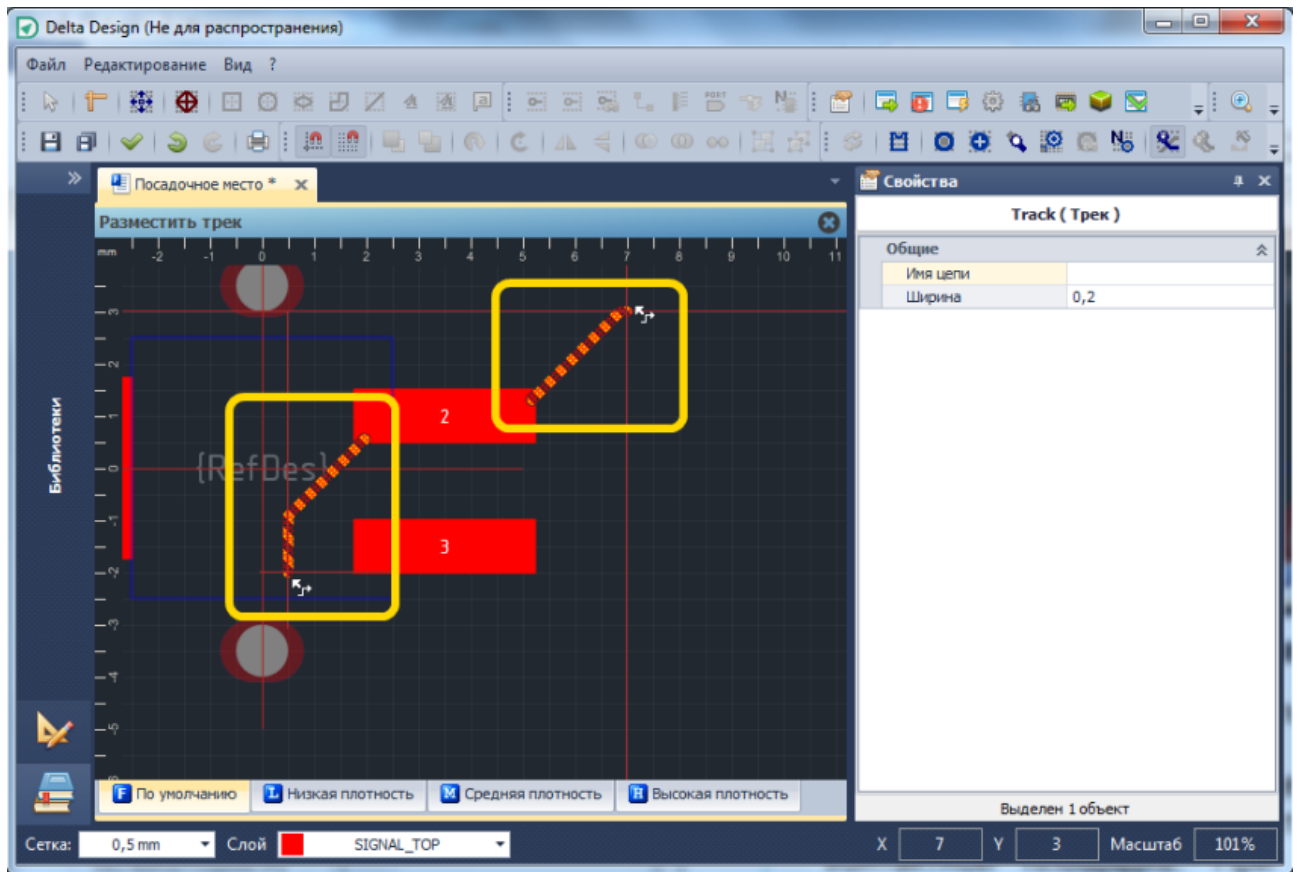 Delta Design (Не для распространения)
Файл Редактирование Вид ?
PORT
N
Посадочное место *
Свойства
Разместить трек
Track ( Трек )
mm -2 -1 0 1 2 3 4 5 6 7 8 9 10 11
Общие
Имя цепи
Ширина 0,2
3
2
1
0
-1
-2
-3
-4
-5
2
{RefDes}
3
Библиотеки
F По умолчанию L Низкая плотность M Средняя плотность H Высокая плотность
Выделен 1 объект
Сетка: 0,5 mm Слой SIGNAL_TOP X 7 Y 3 Масштаб 101%